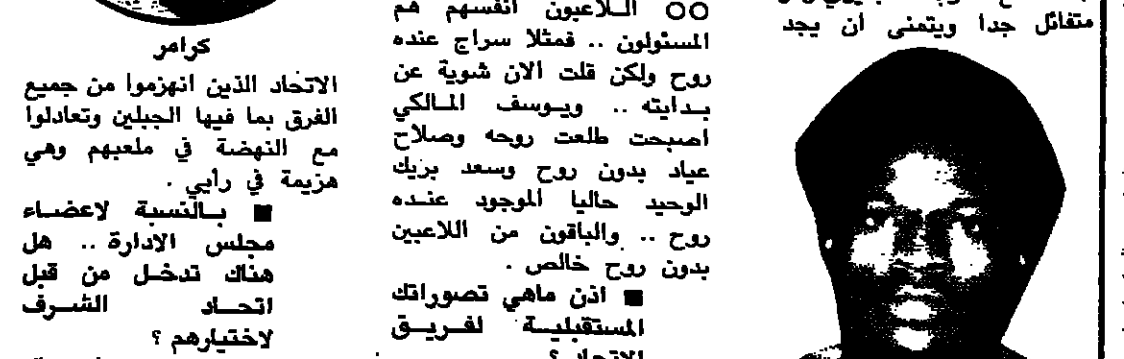 متفائل جدا ويتمنى ان يجد
○○ اللاعبون انفسهم هم
المسئولون .. فمثلا سراج عنده
روح ولكن قلت الان شوية عن
بدايته .. ويوسف المالكي
اصبحت طلعت روحه وصلاح
عياد بدون روح وسعد بزيك
الوحيد حاليا الموجود عنده
روح .. والباقون من اللاعبين
بدون روح خالص .
■ اذن ماهي تصوراتك
المستقبلية لفريق
الاتحاد ؟
كرامر
الاتحاد الذين انهزموا من جميع
الفرق بما فيها الجبلين وتعادلوا
مع النهضة في ملعبهم وهي
هزيمة في رأيي .
■ بالنسبة لاعضاء
مجلس الادارة .. هل
هناك تدخل من قبل
اتحاد الشرف
لاختيارهم ؟